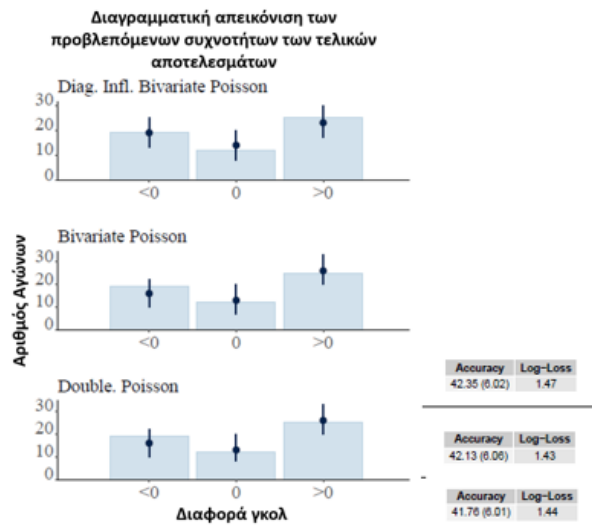 Διαγραμματική απεικόνιση των
προβλεπόμενων συχνοτήτων των τελικών
αποτελεσμάτων
Diag. Infl. Bivariate Poisson
30
20
10
0
<0 0 >0
Bivariate Poisson
30
20
10
0
<0 0 >0
Double. Poisson
30
20
10
0
<0 0 >0
Αριθμός Αγώνων
Διαφορά γκολ
Accuracy Log-Loss
42.35 (6.02) 1.47
Accuracy Log-Loss
42.13 (6.06) 1.43
Accuracy Log-Loss
41.76 (6.01) 1.44